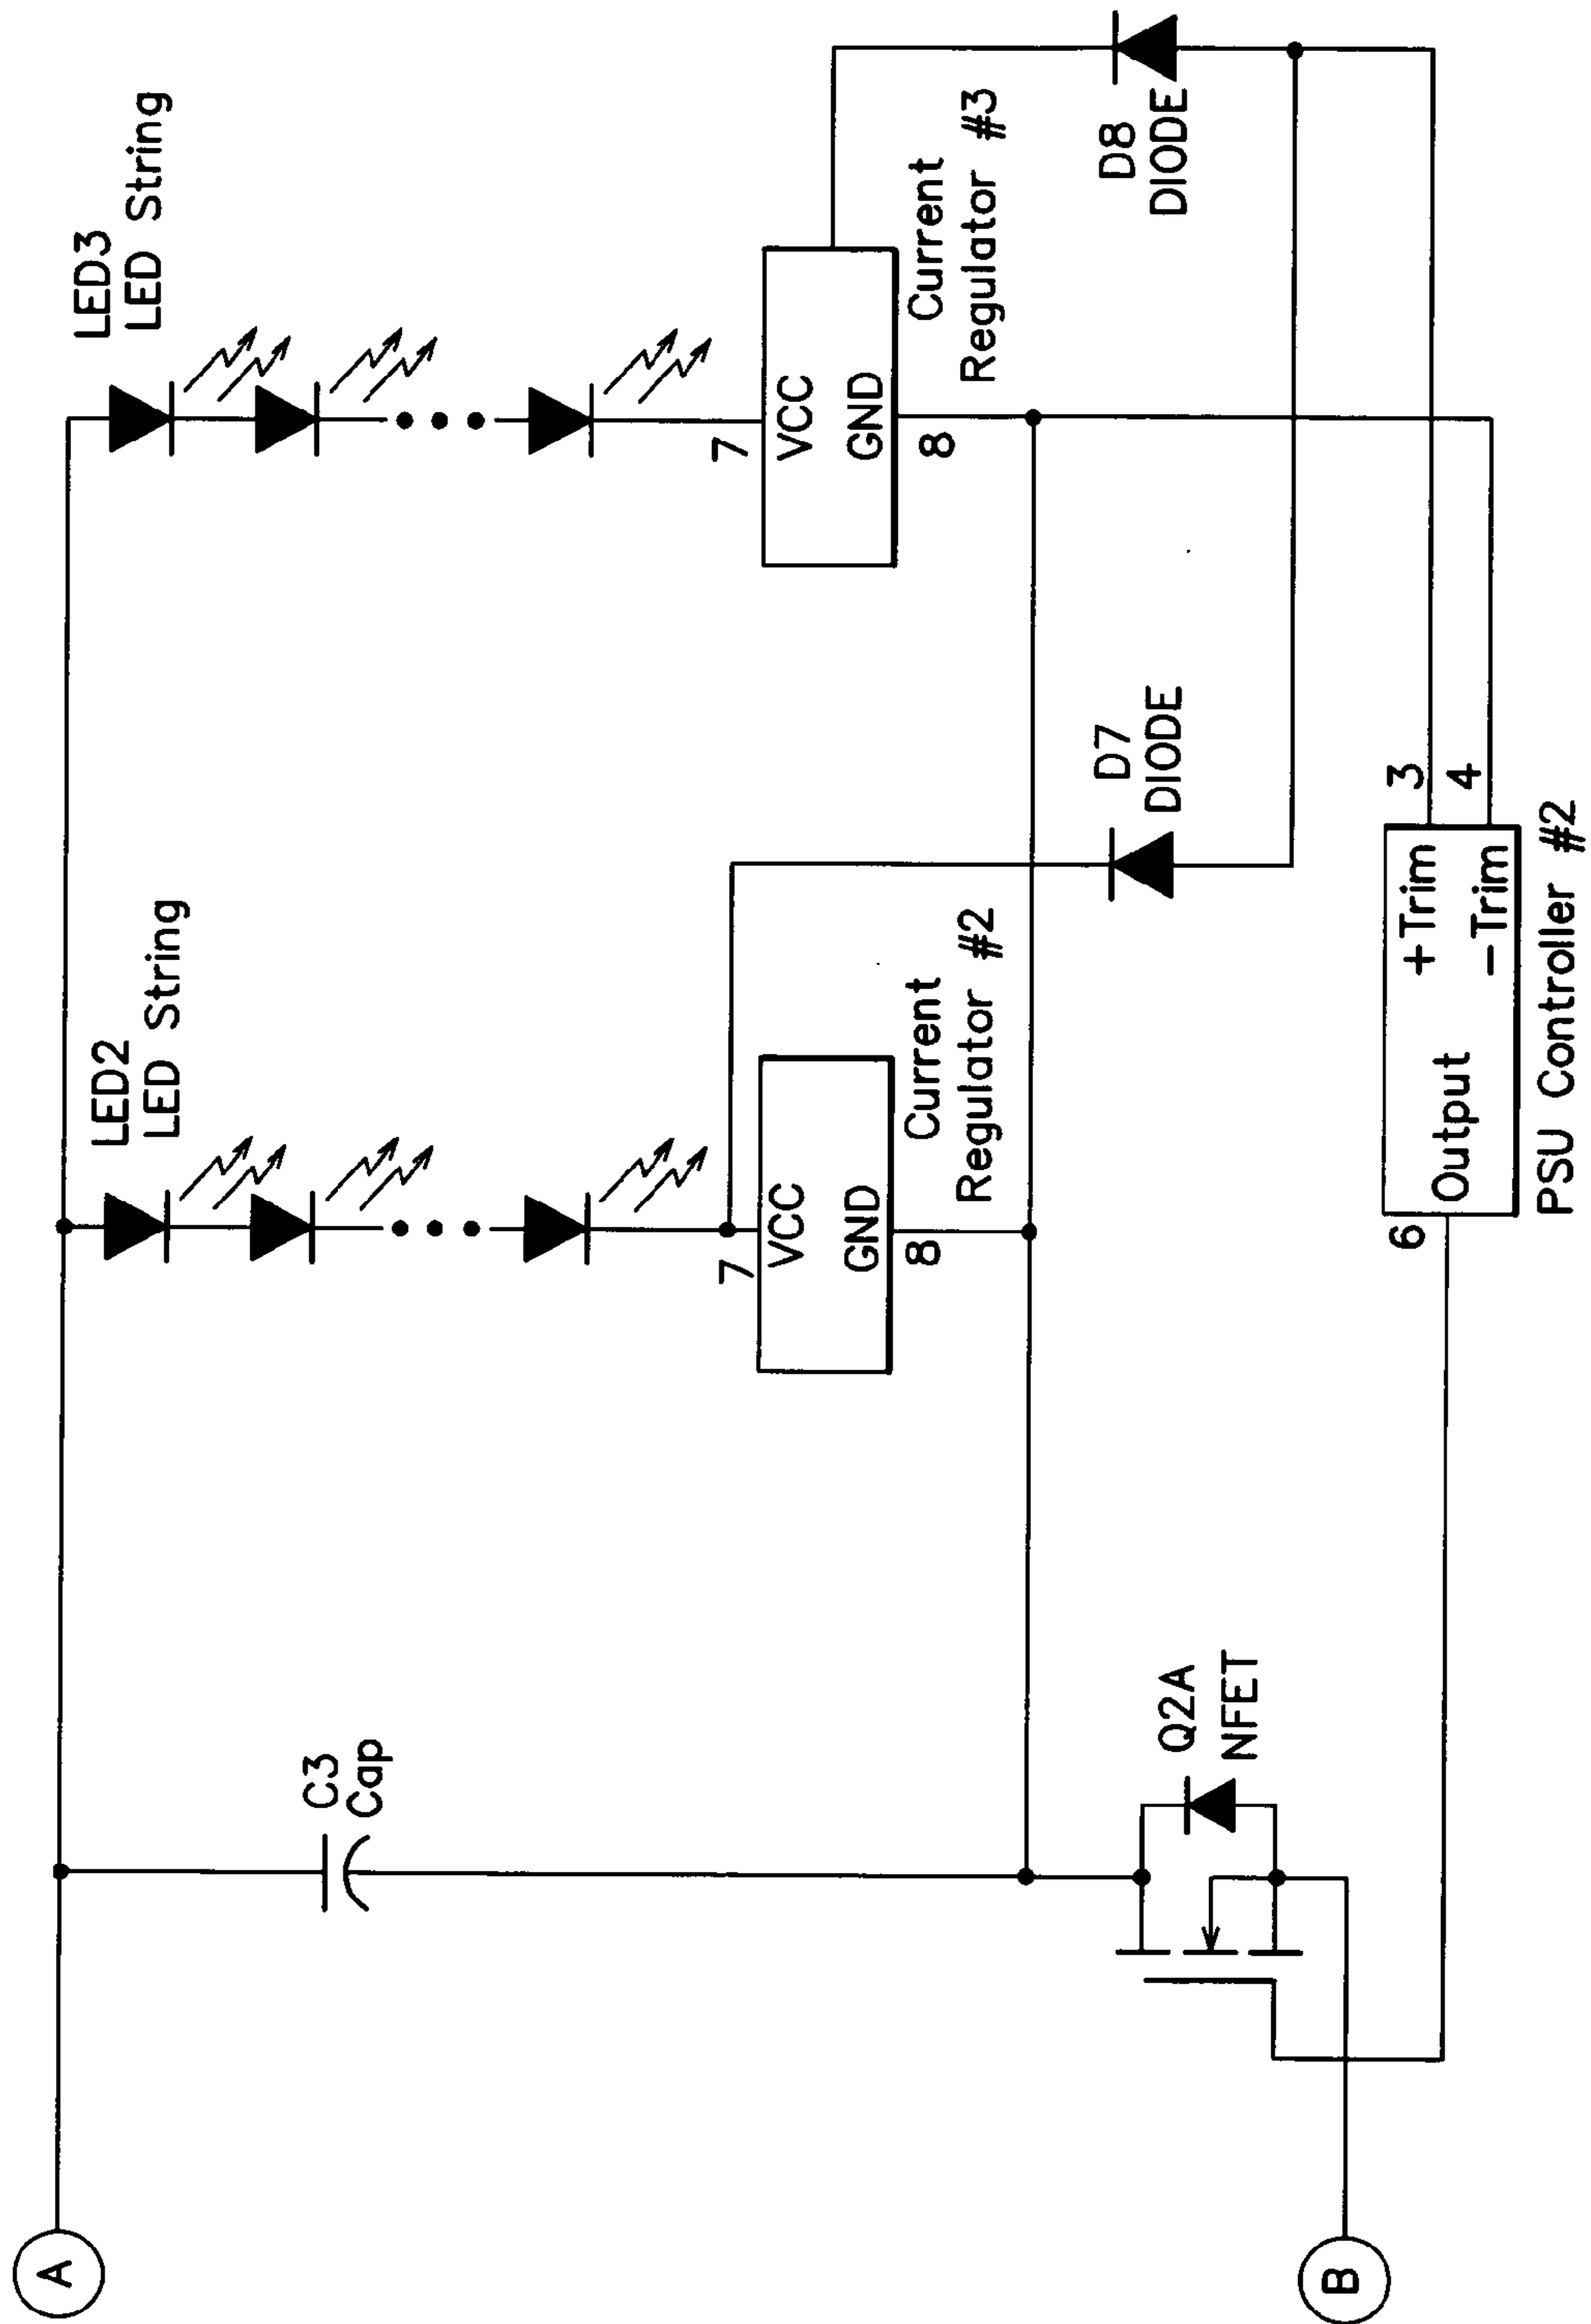 A
C3
Cap
LED2
LED String
LED3
LED String
7
VCC
GND
8
Current
Regulator #2
7
VCC
GND
8
Current
Regulator #3
Q2A
NFET
D7
DIODE
D8
DIODE
B
6
Output
+Trim
-Trim
3
4
PSU Controller #2